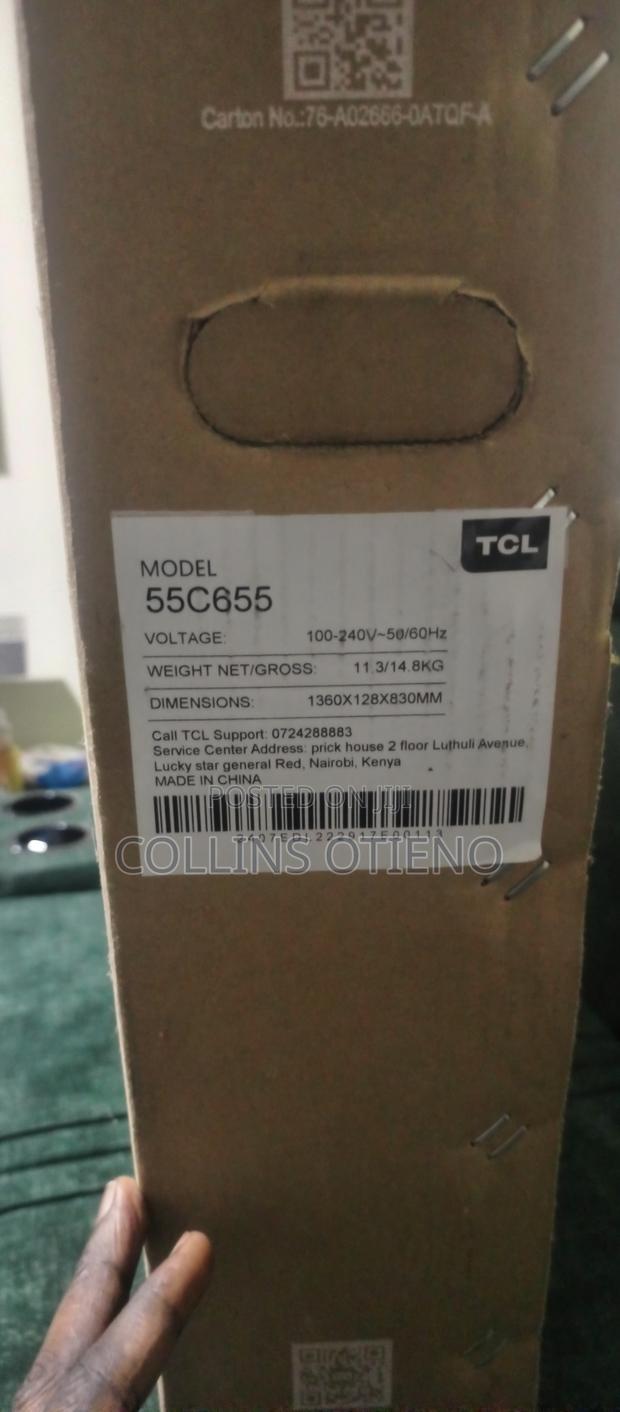 Carton No.:76-A02666-0ATQF-A
TCL
MODEL
55C655
VOLTAGE: 100-240V~50/60Hz
WEIGHT NET/GROSS: 11.3/14.8KG
DIMENSIONS: 1360X128X830MM
Call TCL Support: 0724288883
Service Center Address: prick house 2 floor Luthuli Avenue,
Lucky star general Red, Nairobi, Kenya
MADE IN CHINA
POSTED ON JIJI
COLLINS OTIENO